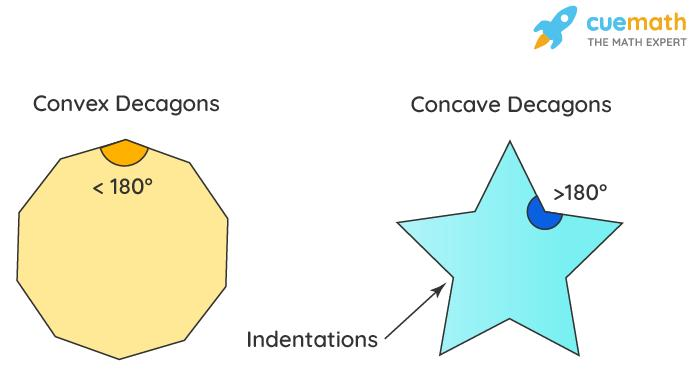 cuemath
THE MATH EXPERT
Convex Decagons
Concave Decagons
< 180°
>180°
Indentations